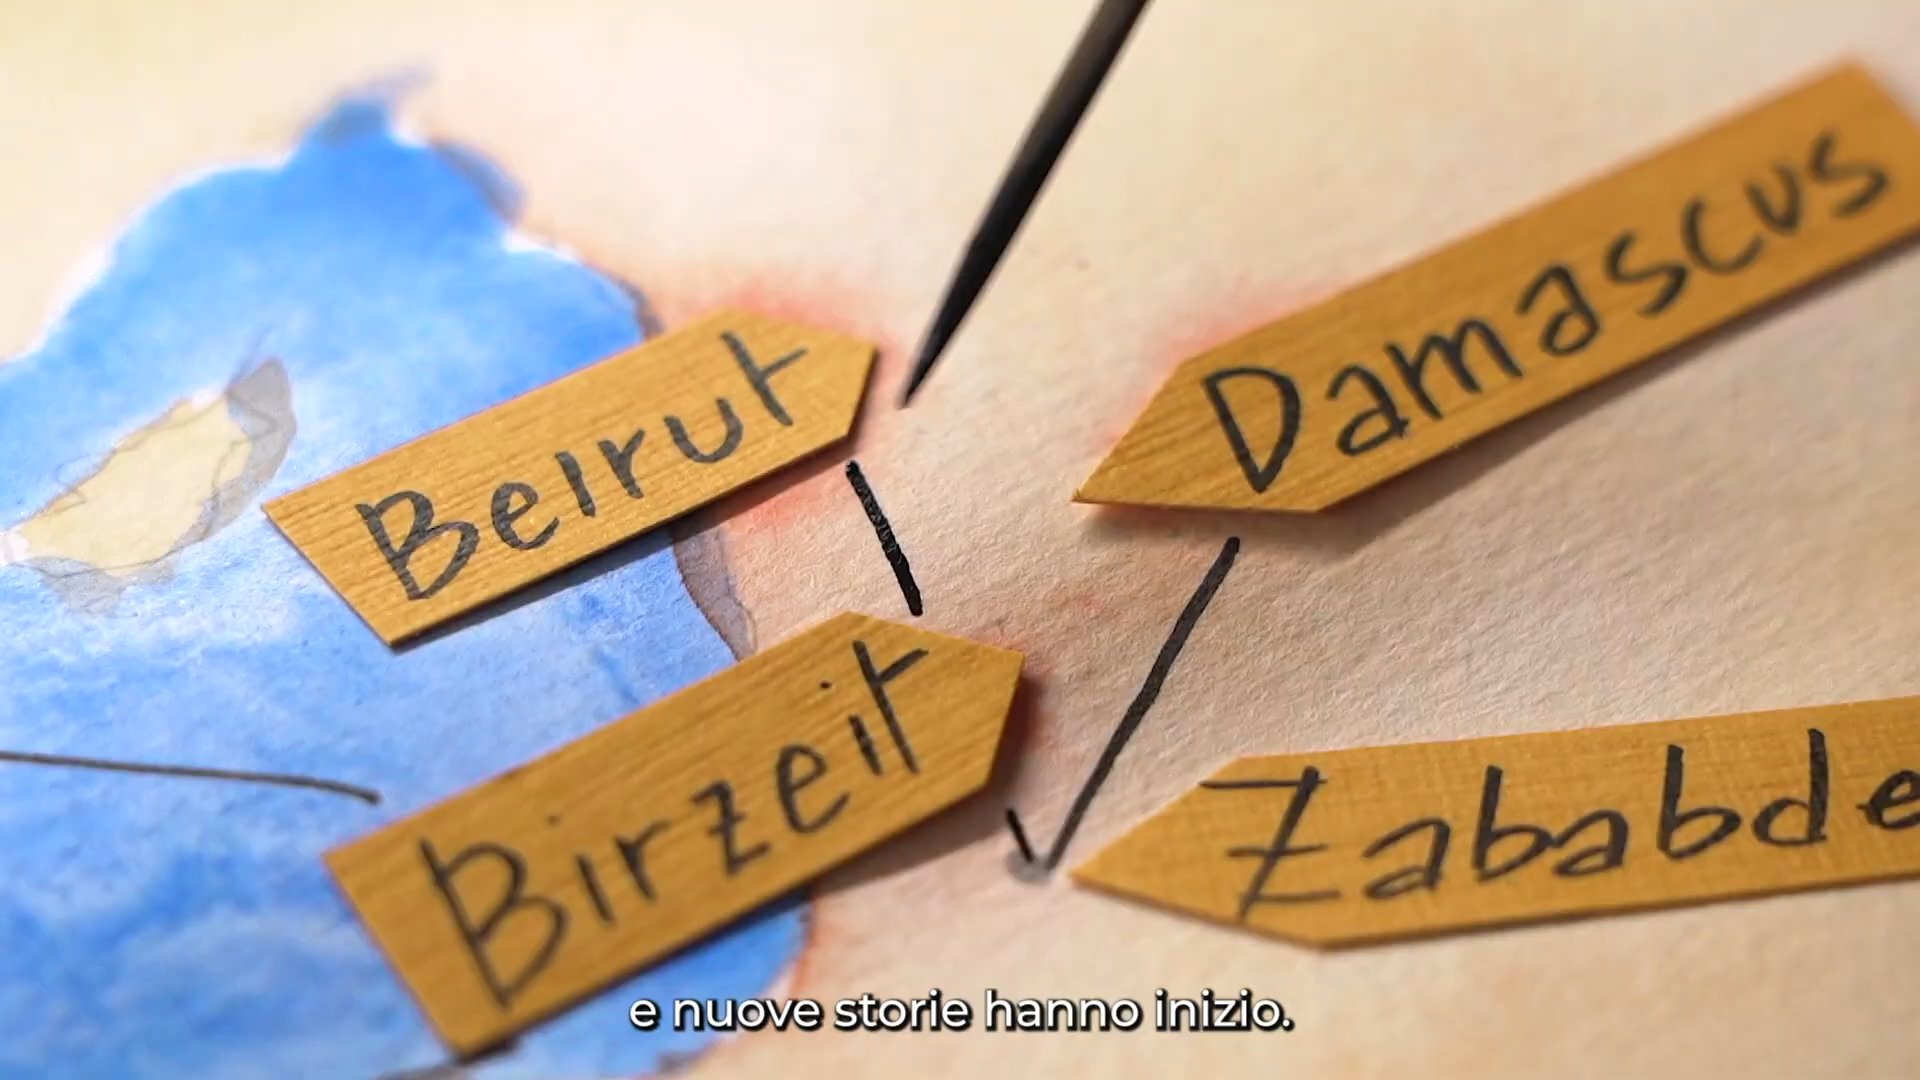 Beirut
Damascus
Birzeit
Zababde
e nuove storie hanno inizio.